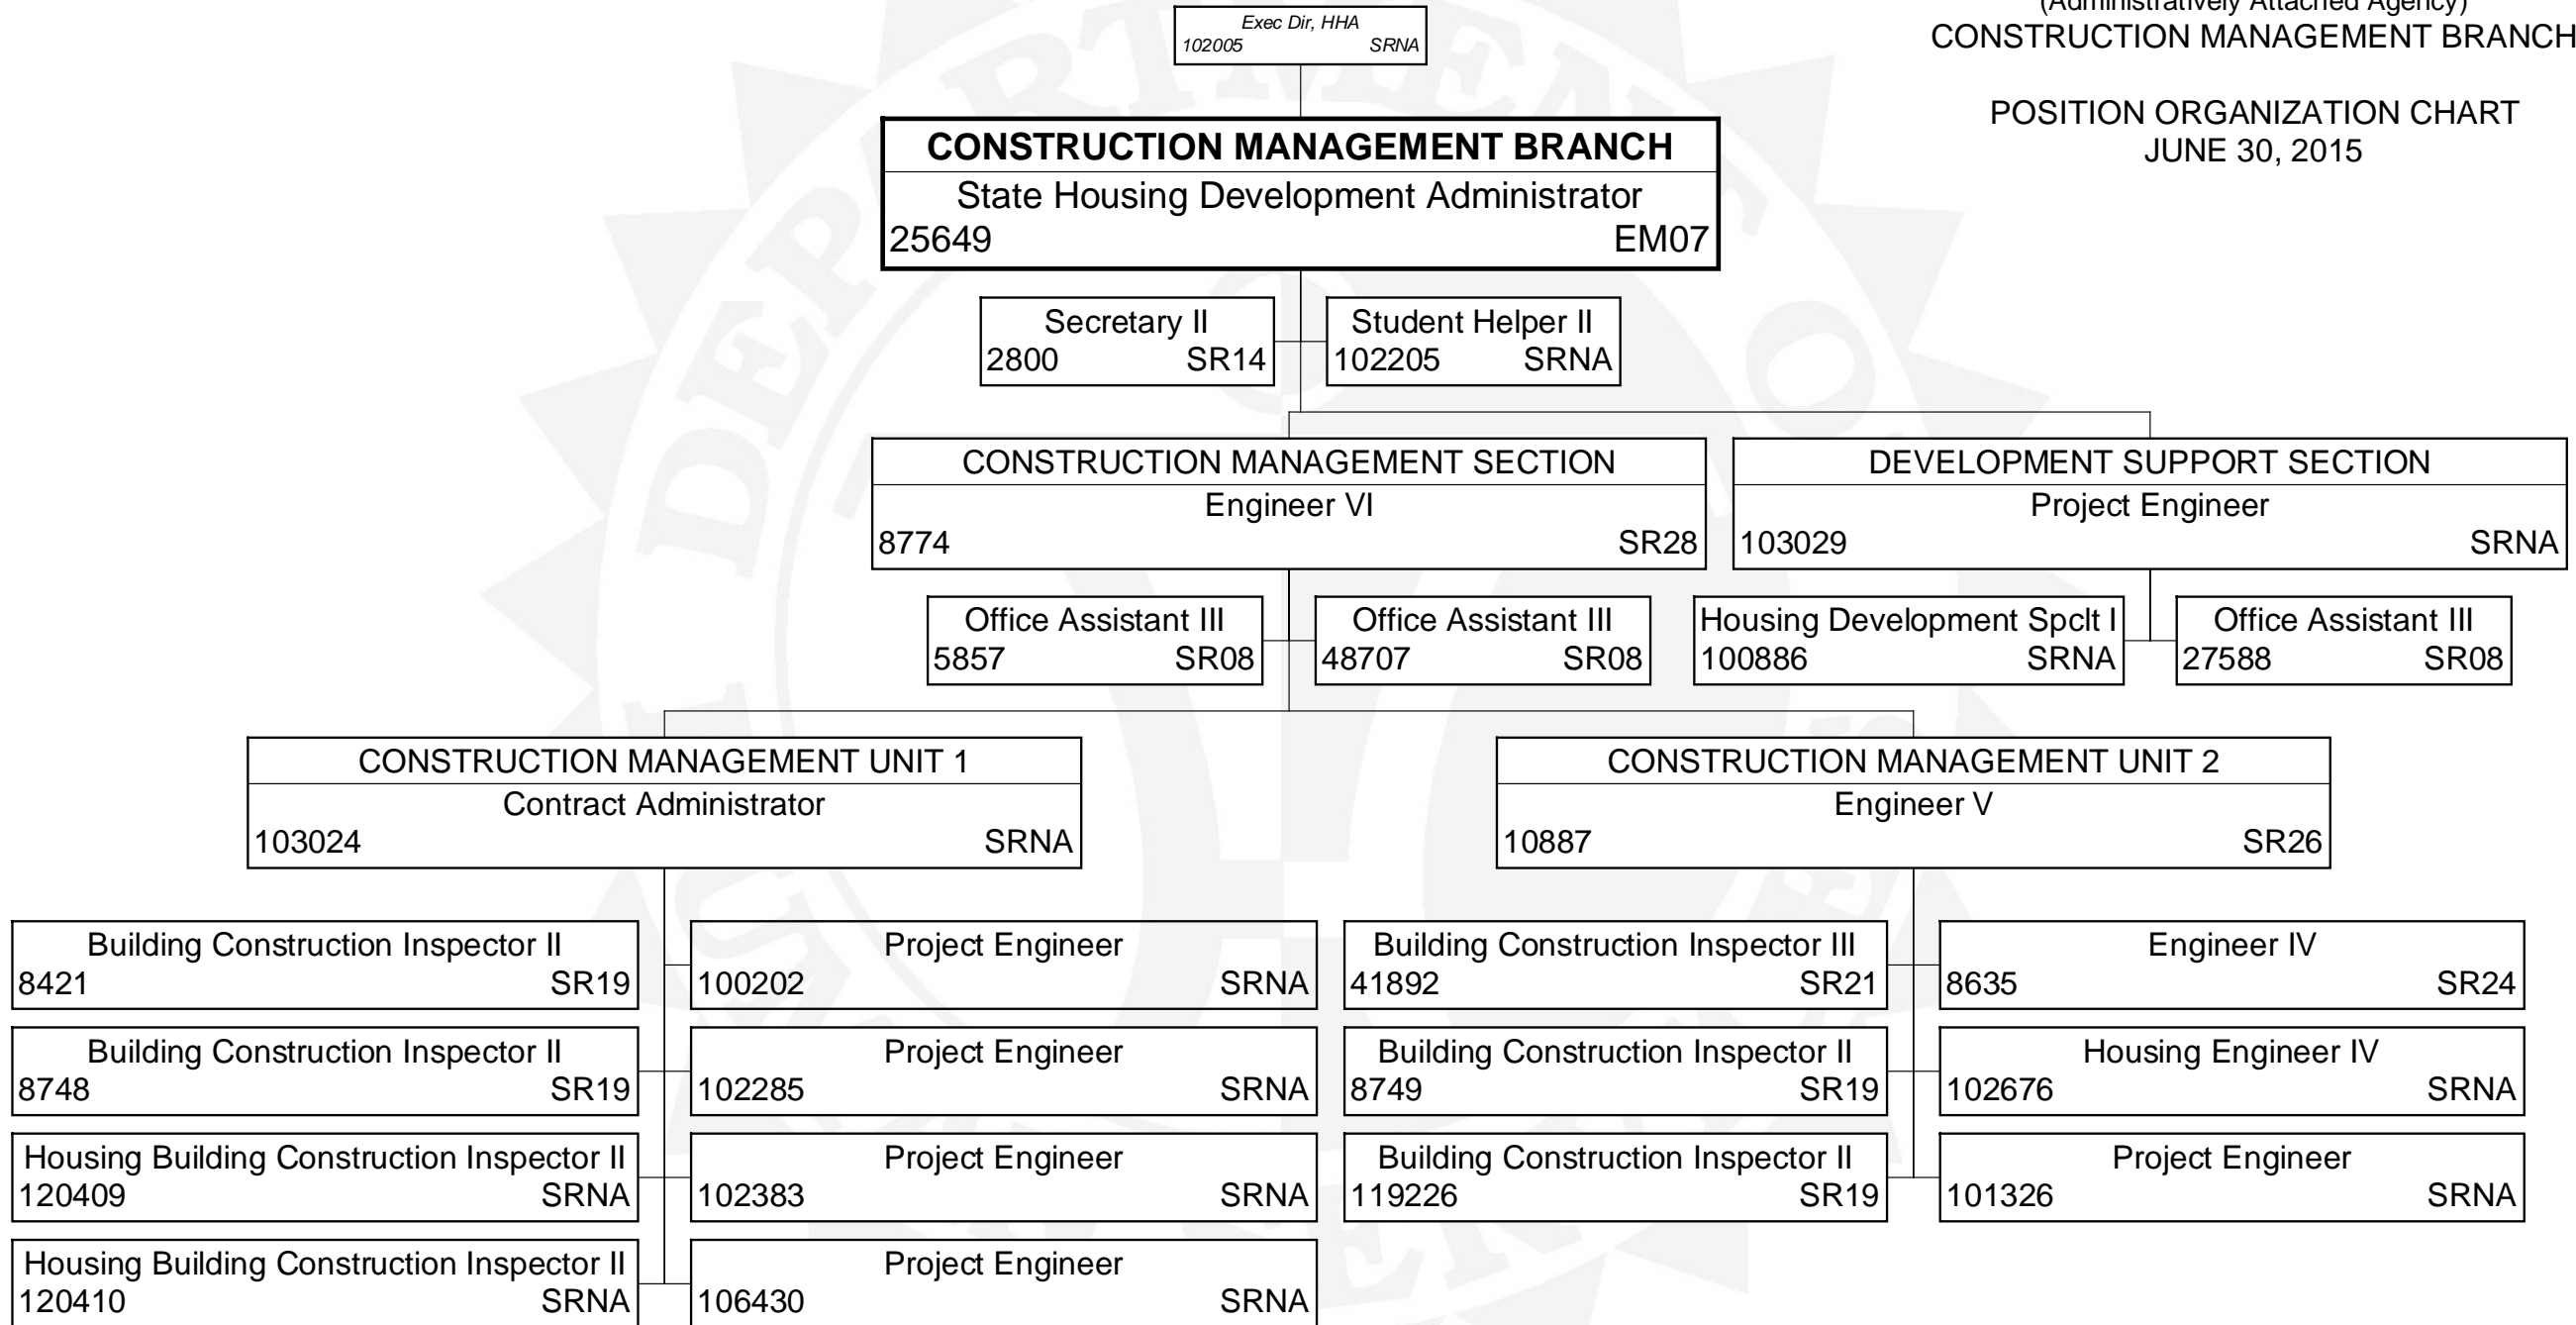 (Administratively Attached Agency)
CONSTRUCTION MANAGEMENT BRANCH
POSITION ORGANIZATION CHART
JUNE 30, 2015
Exec Dir, HHA
102005 SRNA
CONSTRUCTION MANAGEMENT BRANCH
State Housing Development Administrator
25649 EM07
Secretary II
2800 SR14
Student Helper II
102205 SRNA
CONSTRUCTION MANAGEMENT SECTION
Engineer VI
8774 SR28
DEVELOPMENT SUPPORT SECTION
Project Engineer
103029 SRNA
Office Assistant III
5857 SR08
Office Assistant III
48707 SR08
Housing Development Spclt I
100886 SRNA
Office Assistant III
27588 SR08
CONSTRUCTION MANAGEMENT UNIT 1
Contract Administrator
103024 SRNA
CONSTRUCTION MANAGEMENT UNIT 2
Engineer V
10887 SR26
Building Construction Inspector II
8421 SR19
Project Engineer
100202 SRNA
Building Construction Inspector II
8748 SR19
Project Engineer
102285 SRNA
Housing Building Construction Inspector II
120409 SRNA
Project Engineer
102383 SRNA
Housing Building Construction Inspector II
120410 SRNA
Project Engineer
106430 SRNA
Building Construction Inspector III
41892 SR21
Engineer IV
8635 SR24
Building Construction Inspector II
8749 SR19
Housing Engineer IV
102676 SRNA
Building Construction Inspector II
119226 SR19
Project Engineer
101326 SRNA